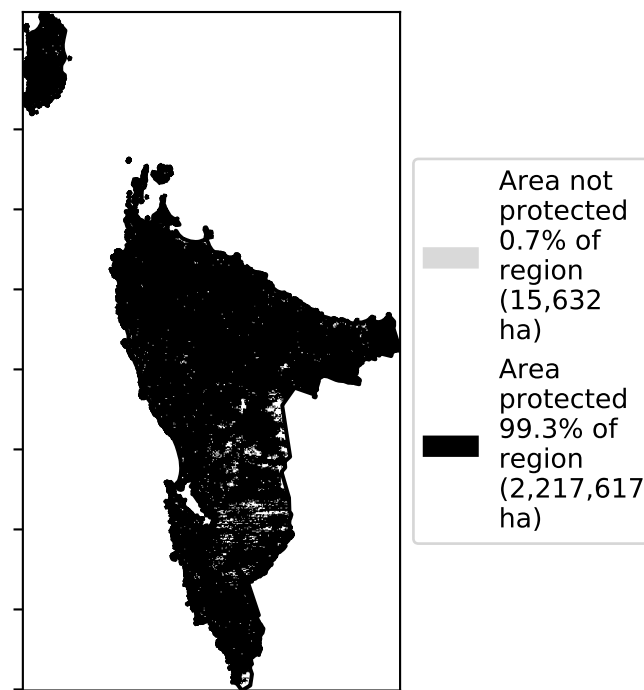 Area not
protected
0.7% of
region
(15,632
ha)
Area
protected
99.3% of
region
(2,217,617
ha)